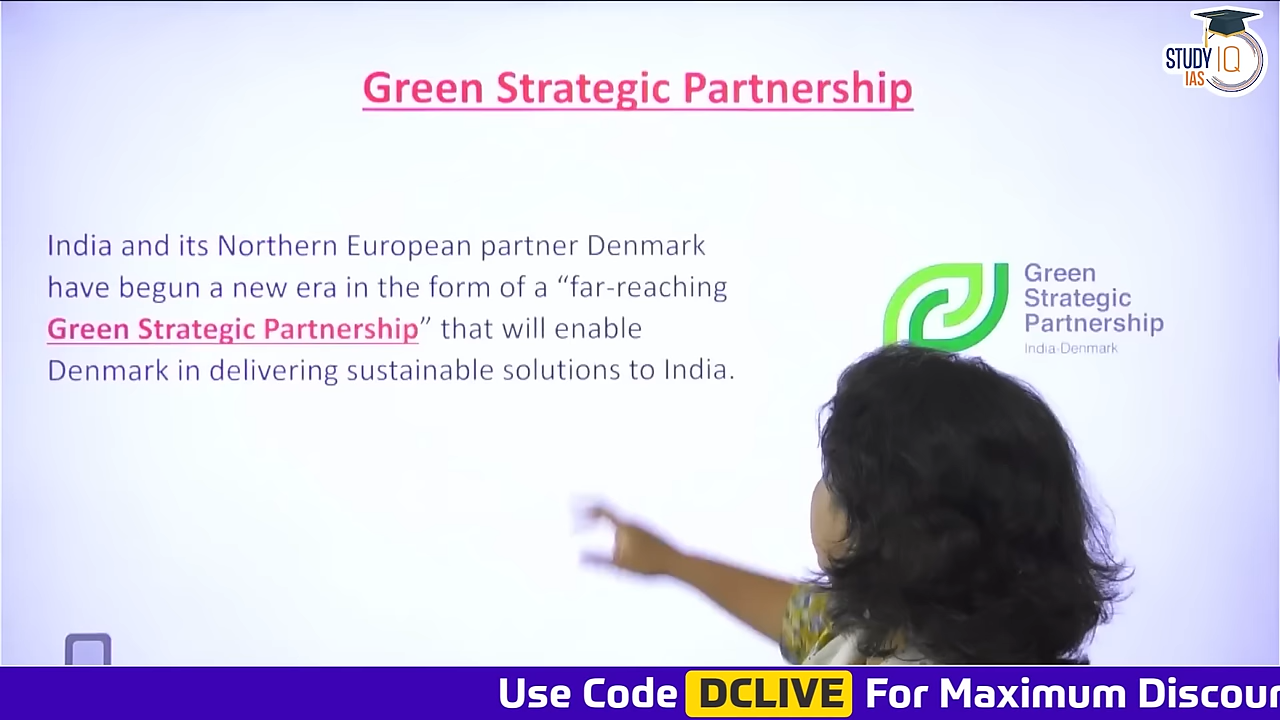 STUDY IQ
IAS
Green Strategic Partnership
India and its Northern European partner Denmark
have begun a new era in the form of a “far-reaching
Green Strategic Partnership” that will enable
Denmark in delivering sustainable solutions to India.
Green
Strategic
Partnership
India-Denmark
Use Code DCLIVE For Maximum Discour